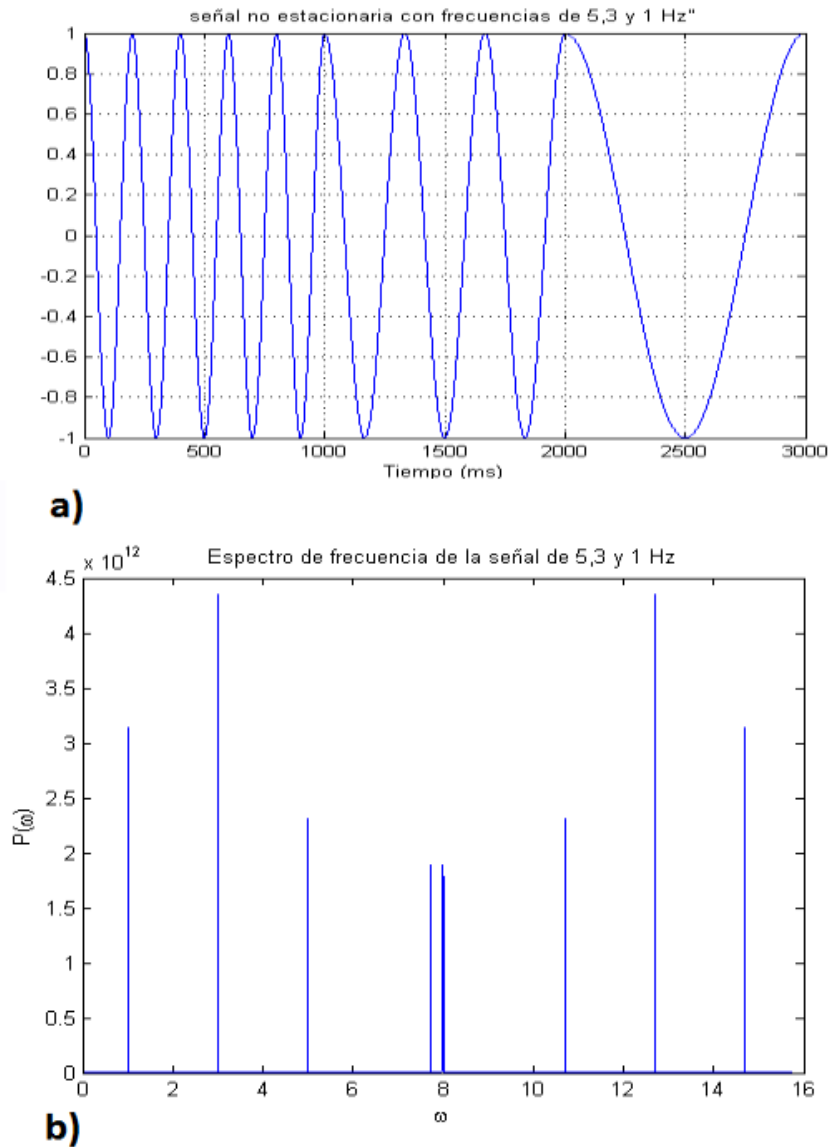 señal no estacionaria con frecuencias de 5,3 y 1 Hz"
1
0.8
0.6
0.4
0.2
0
-0.2
-0.4
-0.6
-0.8
-1
0 500 1000 1500 2000 2500 3000
Tiempo (ms)
a)
x 10^12
Espectro de frecuencia de la señal de 5,3 y 1 Hz
4.5
4
3.5
3
2.5
2
1.5
1
0.5
0
P(ω)
0 2 4 6 8 10 12 14 16
ω
b)